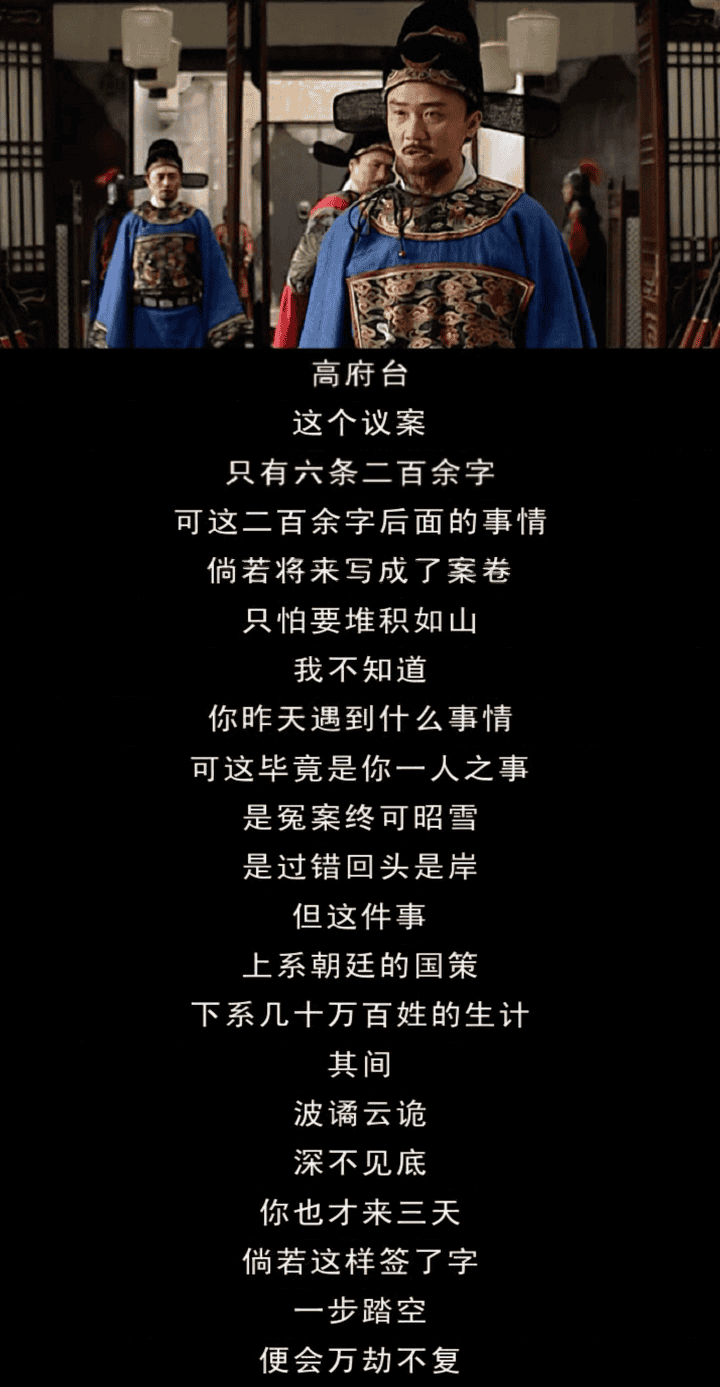 高府台
这个议案
只有六条二百余字
可这二百余字后面的事情
倘若将来写成了案卷
只怕要堆积如山
我不知道
你昨天遇到什么事情
可这毕竟是你一人之事
是冤案终可昭雪
是过错回头是岸
但这件事
上系朝廷的国策
下系几十万百姓的生计
其间
波谲云诡
深不见底
你也才来三天
倘若这样签了字
一步踏空
便会万劫不复